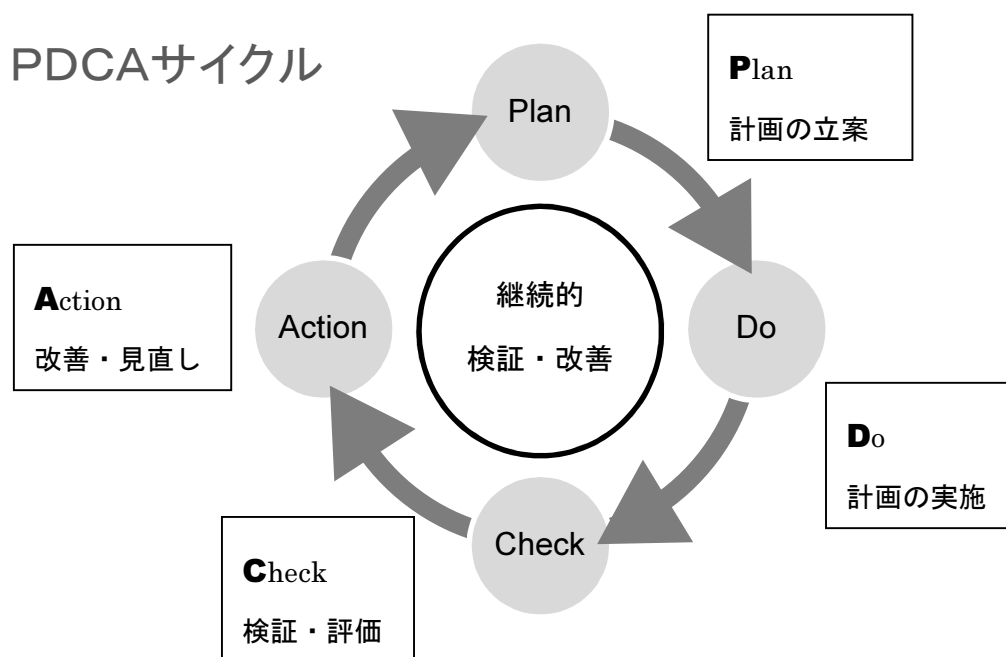 PDCAサイクル
Plan
Plan
計画の立案
Action
改善・見直し
Action
継続的
検証・改善
Do
Do
計画の実施
Check
Check
検証・評価